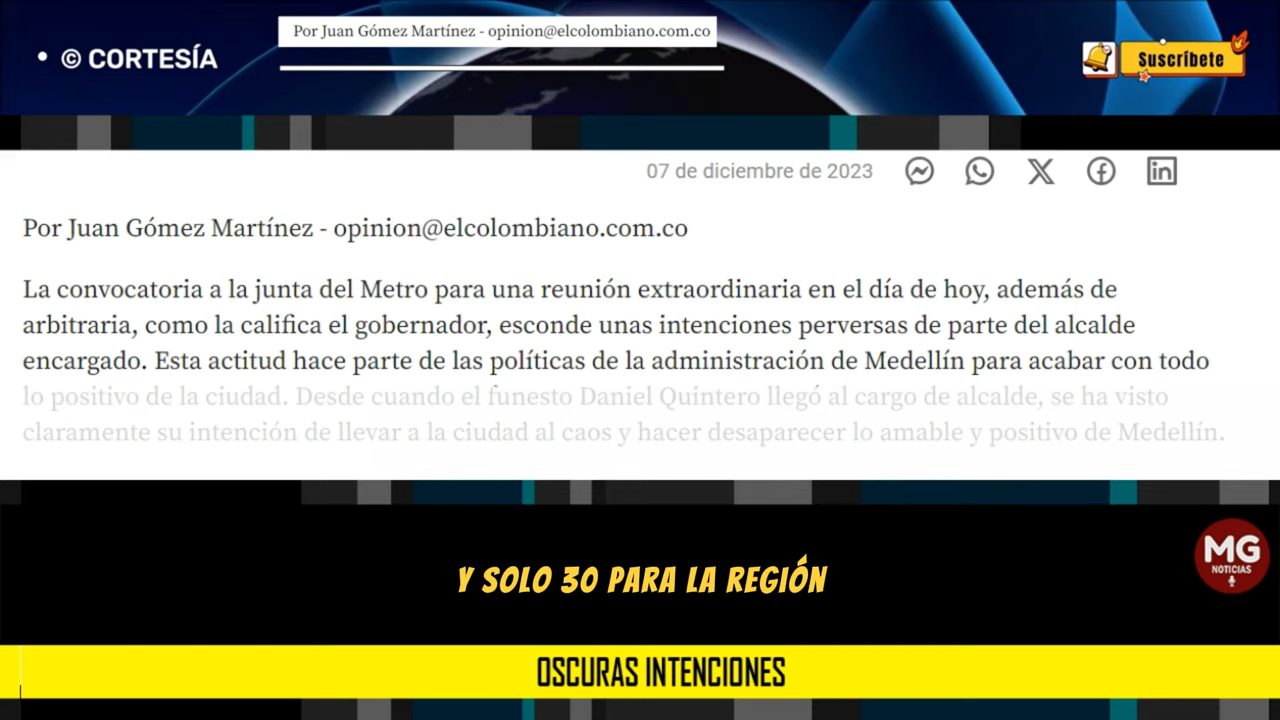 • © CORTESÍA
Por Juan Gómez Martínez - opinion@elcolombiano.com.co
Suscríbete
07 de diciembre de 2023
Por Juan Gómez Martínez - opinion@elcolombiano.com.co
La convocatoria a la junta del Metro para una reunión extraordinaria en el día de hoy, además de
arbitraria, como la califica el gobernador, esconde unas intenciones perversas de parte del alcalde
encargado. Esta actitud hace parte de las políticas de la administración de Medellín para acabar con todo
lo positivo de la ciudad. Desde cuando el funesto Daniel Quintero llegó al cargo de alcalde, se ha visto
claramente su intención de llevar a la ciudad al caos y hacer desaparecer lo amable y positivo de Medellín.
MG
NOTICIAS
Y SOLO 30 PARA LA REGIÓN
OSCURAS INTENCIONES